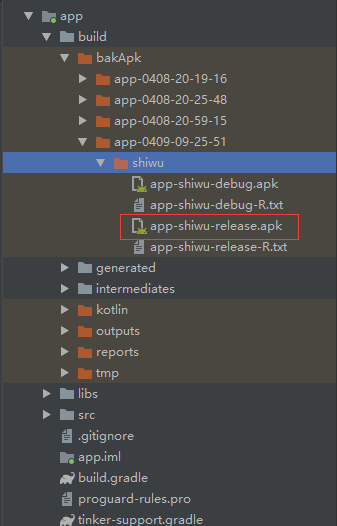 app
build
bakApk
app-0408-20-19-16
app-0408-20-25-48
app-0408-20-59-15
app-0409-09-25-51
shiwu
app-shiwu-debug.apk
app-shiwu-debug-R.txt
app-shiwu-release.apk
app-shiwu-release-R.txt
generated
intermediates
kotlin
outputs
reports
tmp
libs
src
.gitignore
app.iml
build.gradle
proguard-rules.pro
tinker-support.gradle